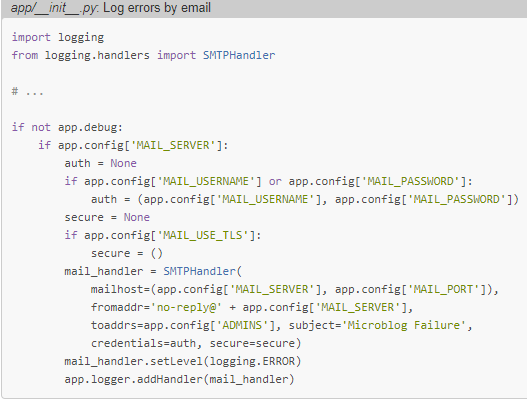 app/__init__.py: Log errors by email
import logging
from logging.handlers import SMTPHandler
# ...
if not app.debug:
    if app.config['MAIL_SERVER']:
        auth = None
        if app.config['MAIL_USERNAME'] or app.config['MAIL_PASSWORD']:
            auth = (app.config['MAIL_USERNAME'], app.config['MAIL_PASSWORD'])
        secure = None
        if app.config['MAIL_USE_TLS']:
            secure = ()
        mail_handler = SMTPHandler(
            mailhost=(app.config['MAIL_SERVER'], app.config['MAIL_PORT']),
            fromaddr='no-reply@' + app.config['MAIL_SERVER'],
            toaddrs=app.config['ADMINS'], subject='Microblog Failure',
            credentials=auth, secure=secure)
        mail_handler.setLevel(logging.ERROR)
        app.logger.addHandler(mail_handler)